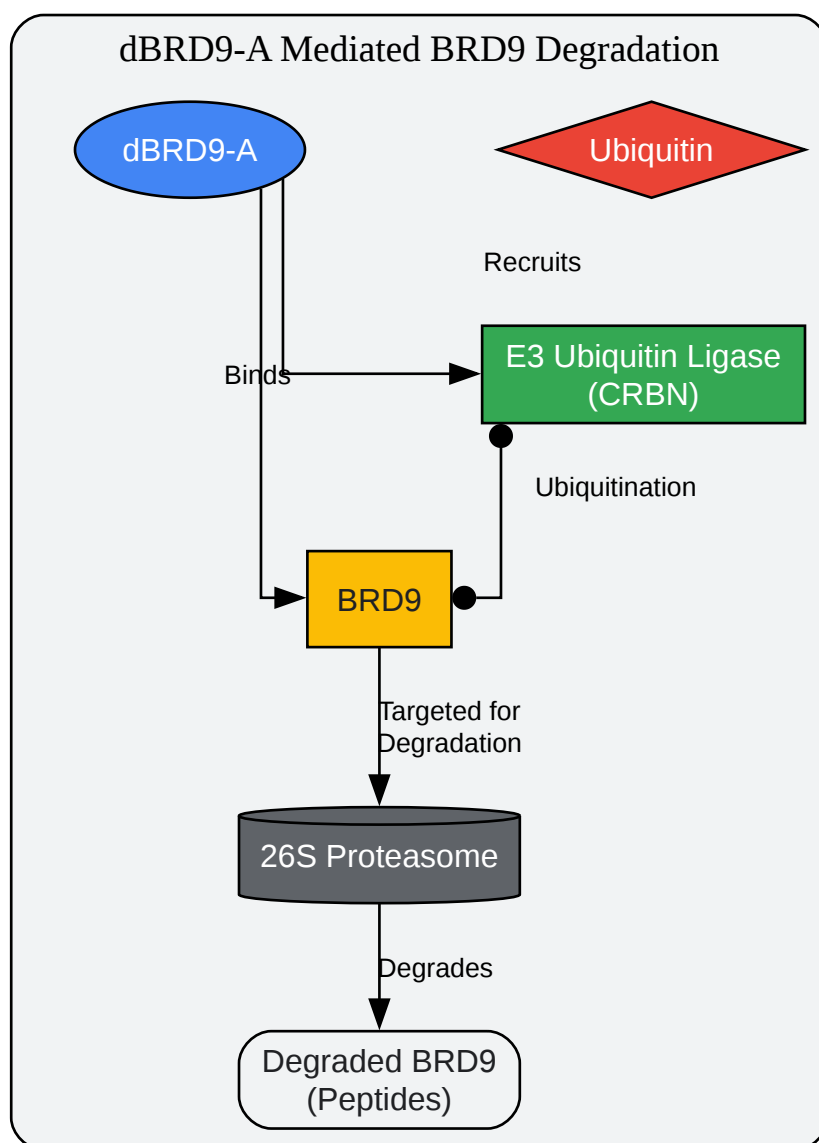 dBRD9-A Mediated BRD9 Degradation
dBRD9-A
Ubiquitin
Recruits
Binds
E3 Ubiquitin Ligase
(CRBN)
Ubiquitination
BRD9
Targeted for
Degradation
26S Proteasome
Degrades
Degraded BRD9
(Peptides)